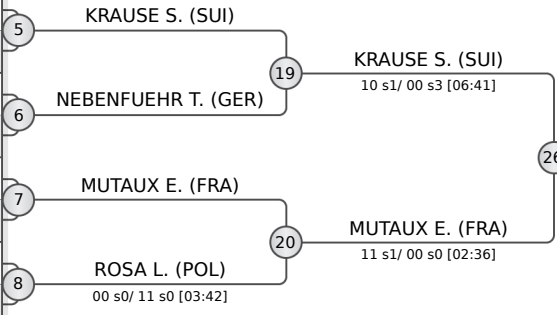 KRAUSE S. (SUI)
5
19
KRAUSE S. (SUI)
10 s1/ 00 s3 [06:41]
NEBENFUEHR T. (GER)
6
26
MUTAUX E. (FRA)
7
20
MUTAUX E. (FRA)
11 s1/ 00 s0 [02:36]
ROSA L. (POL)
8
00 s0/ 11 s0 [03:42]